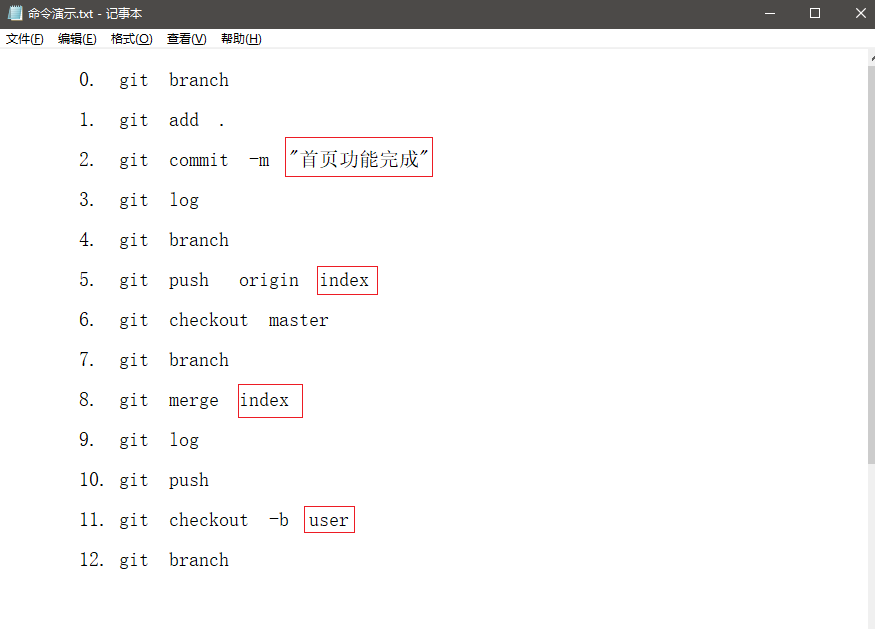 命令演示.txt - 记事本
文件(F) 编辑(E) 格式(O) 查看(V) 帮助(H)
0. git branch
1. git add .
2. git commit -m "首页功能完成"
3. git log
4. git branch
5. git push origin index
6. git checkout master
7. git branch
8. git merge index
9. git log
10. git push
11. git checkout -b user
12. git branch